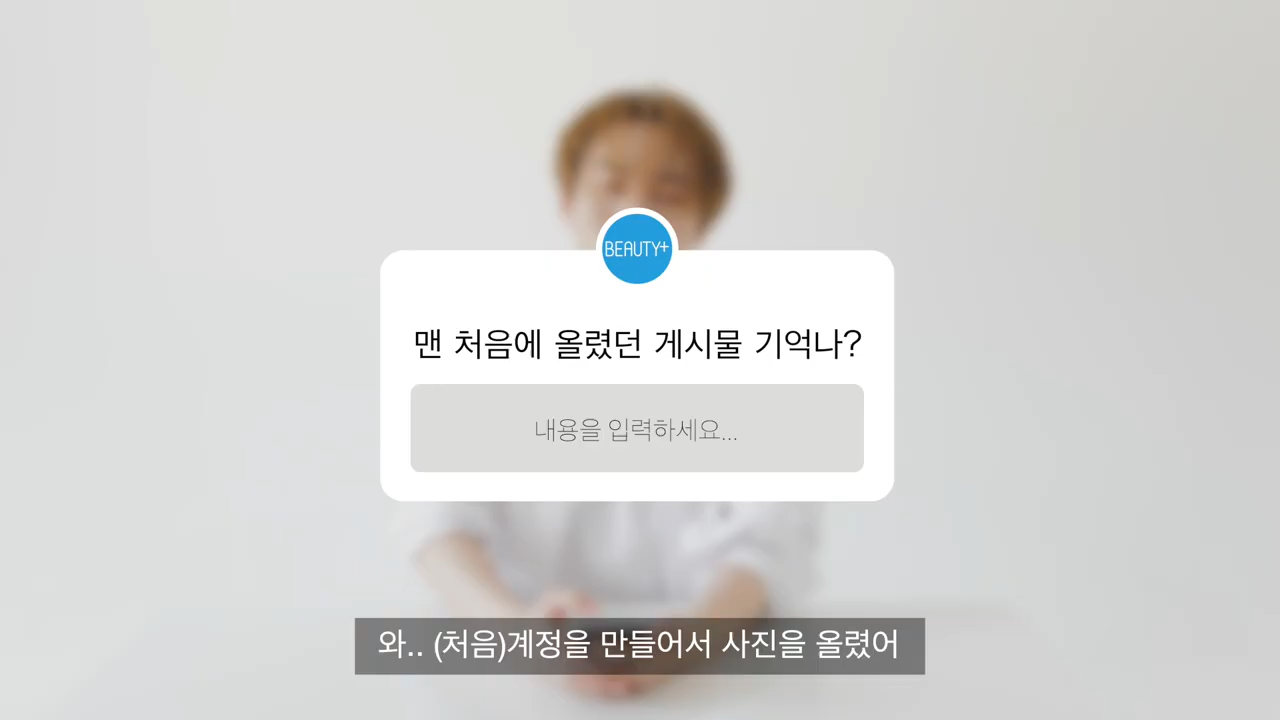 BEAUTY+
맨 처음에 올렸던 게시물 기억나?
내용을 입력하세요...
와.. (처음)계정을 만들어서 사진을 올렸어